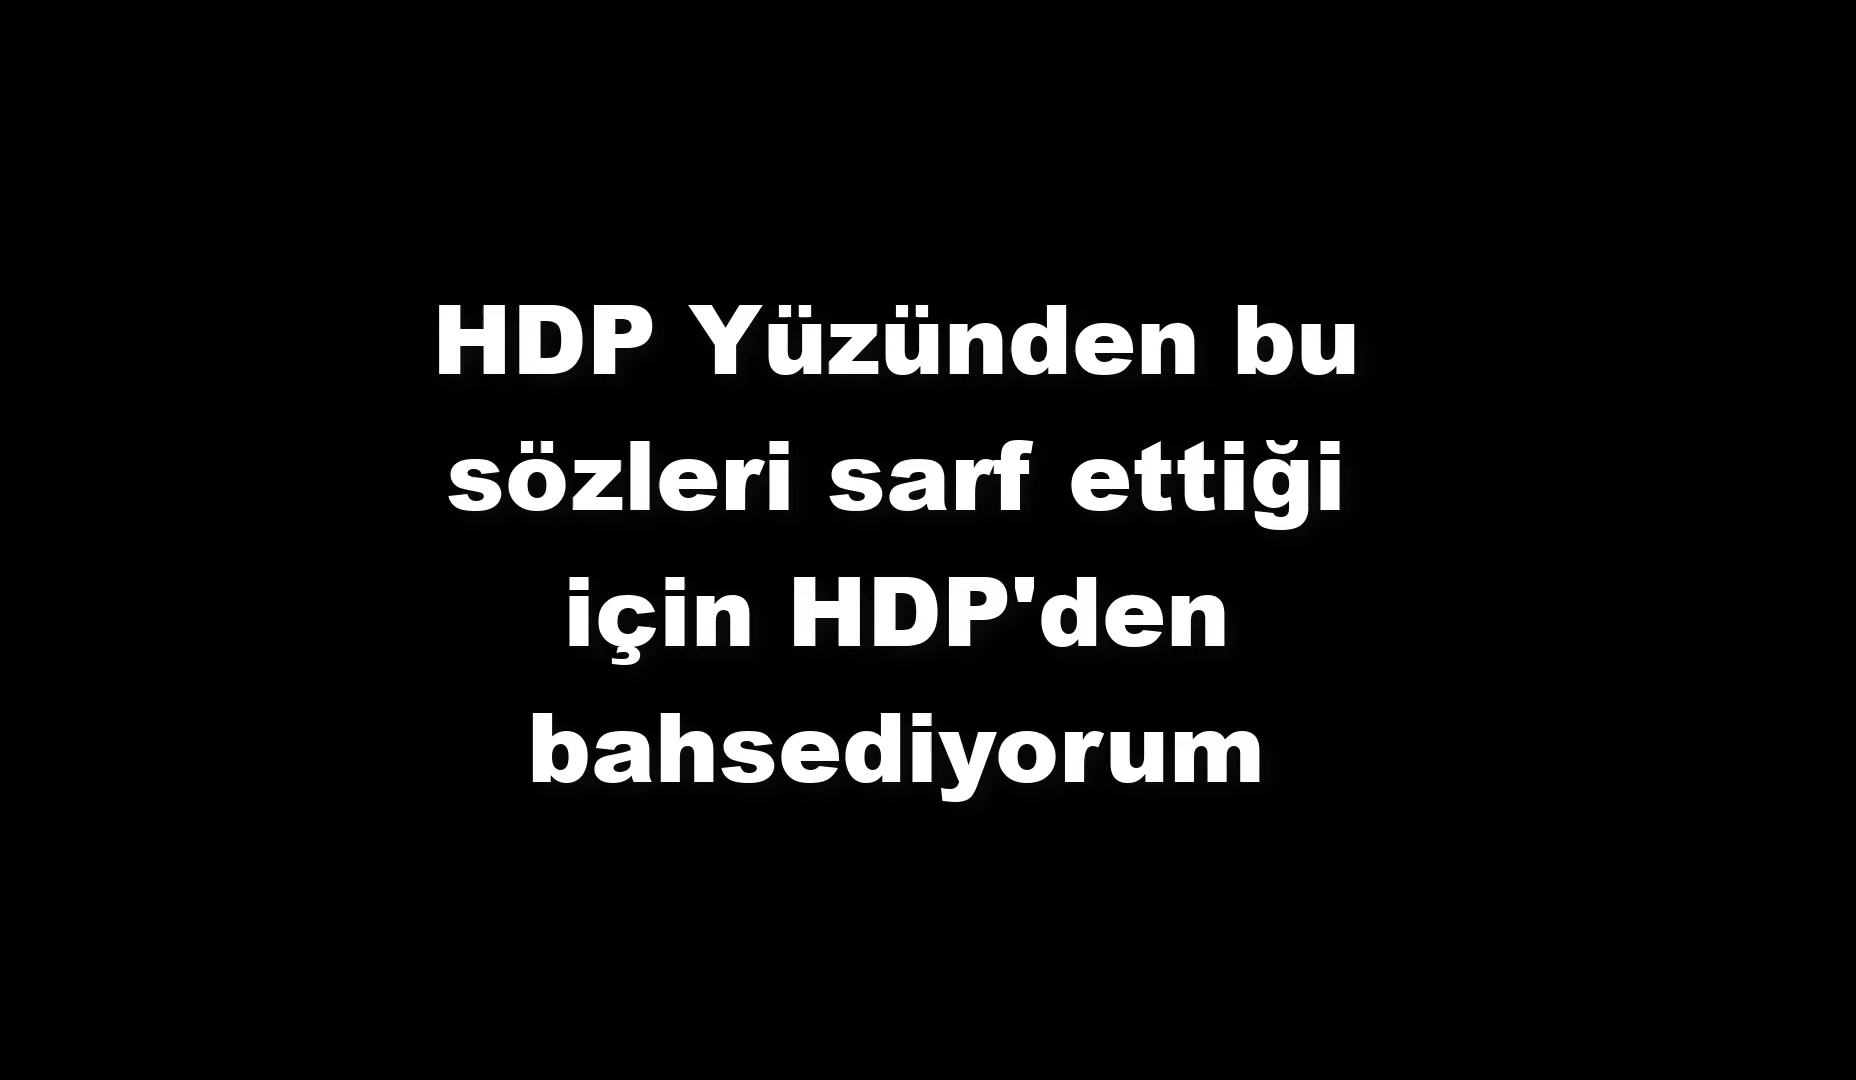 HDP Yüzünden bu
sözleri sarf ettiği
için HDP'den
bahsediyorum